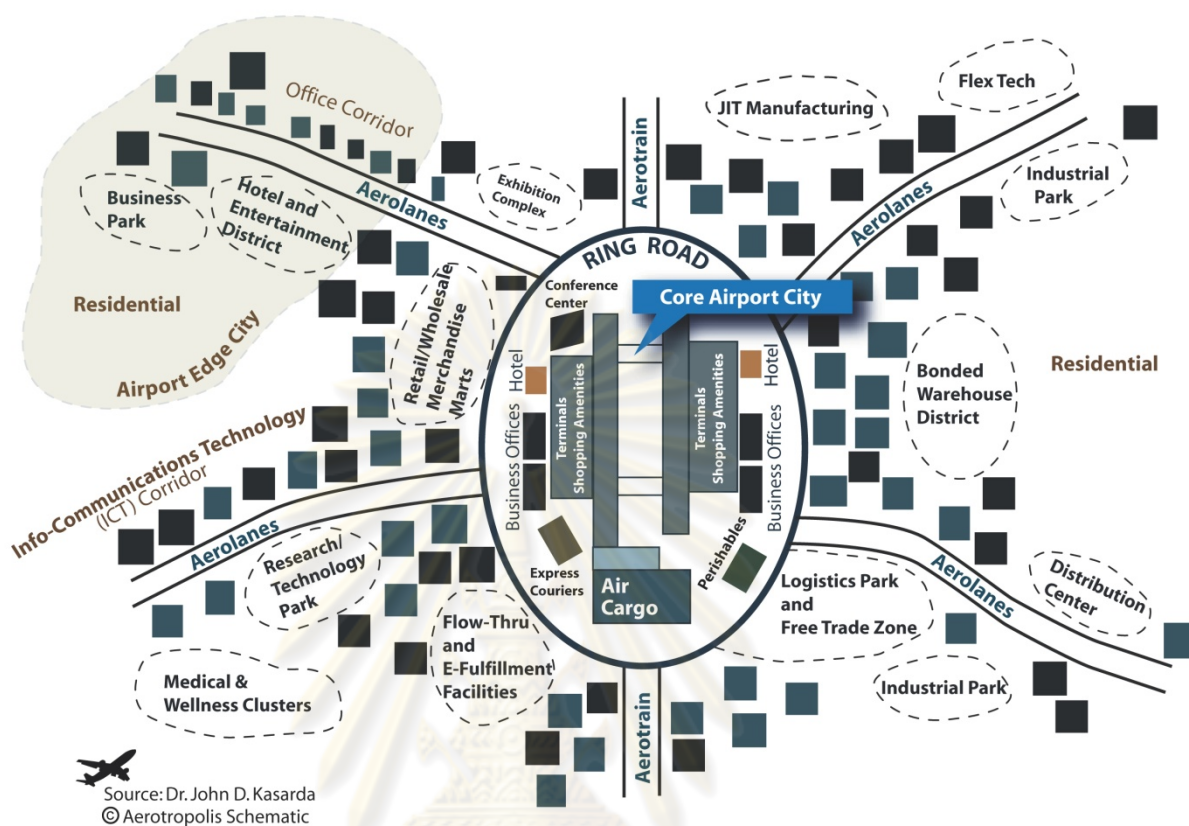 Office Corridor
Business
Park
Hotel and
Entertainment
District
Aerolanes
Exhibition
Complex
Aerotrain
JIT Manufacturing
Flex Tech
Industrial
Park
Aerolanes
Residential
Airport Edge City
Retail/Wholesale
Merchandise
Marts
RING ROAD
Conference
Center
Core Airport City
Hotel
Business Offices
Terminals
Shopping Amenities
Terminals
Shopping Amenities
Hotel
Business Offices
Bonded
Warehouse
District
Residential
Info-Communications Technology
(ICT) Corridor
Aerolanes
Research/
Technology
Park
Express
Couriers
Air
Cargo
Perishables
Logistics Park
and
Free Trade Zone
Aerolanes
Distribution
Center
Industrial Park
Flow-Thru
and
E-Fulfillment
Facilities
Medical &
Wellness Clusters
Aerotrain
Source: Dr. John D. Kasarda
© Aerotropolis Schematic